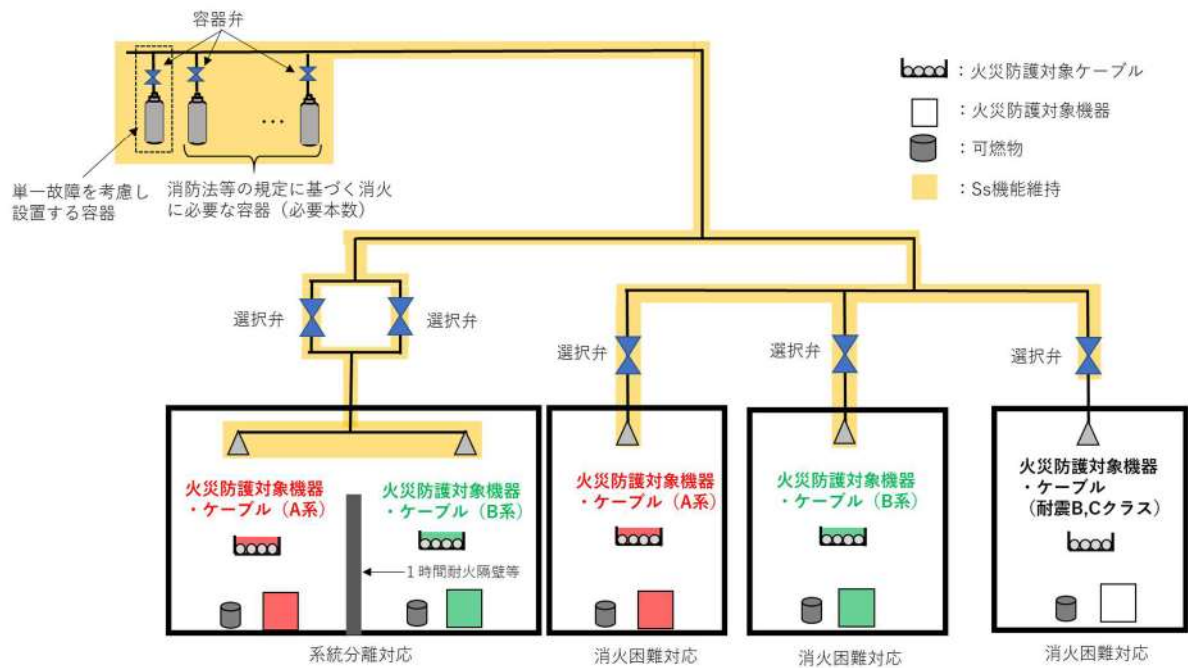 容器弁
…
単一故障を考慮し
設置する容器
消防法等の規定に基づく消火
に必要な容器（必要本数）
：火災防護対象ケーブル
：火災防護対象機器
：可燃物
：Ss機能維持
選択弁
選択弁
選択弁
選択弁
選択弁
火災防護対象機器
・ケーブル（A系）
火災防護対象機器
・ケーブル（B系）
1時間耐火隔壁等
系統分離対応
火災防護対象機器
・ケーブル（A系）
消火困難対応
火災防護対象機器
・ケーブル（B系）
消火困難対応
火災防護対象機器
・ケーブル
（耐震B,Cクラス）
消火困難対応